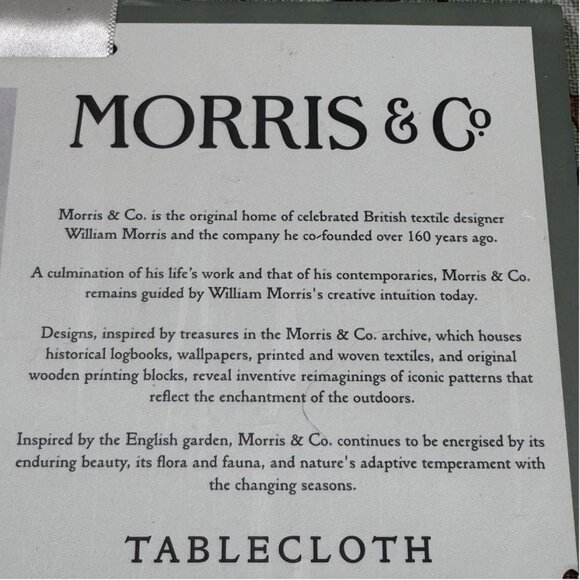 MORRIS & Co
Morris & Co. is the original home of celebrated British textile designer
William Morris and the company he co-founded over 160 years ago.
A culmination of his life's work and that of his contemporaries, Morris & Co.
remains guided by William Morris's creative intuition today.
Designs, inspired by treasures in the Morris & Co. archive, which houses
historical logbooks, wallpapers, printed and woven textiles, and original
wooden printing blocks, reveal inventive reimaginings of iconic patterns that
reflect the enchantment of the outdoors.
Inspired by the English garden, Morris & Co. continues to be energised by its
enduring beauty, its flora and fauna, and nature's adaptive temperament with
the changing seasons.
TABLECLOTH